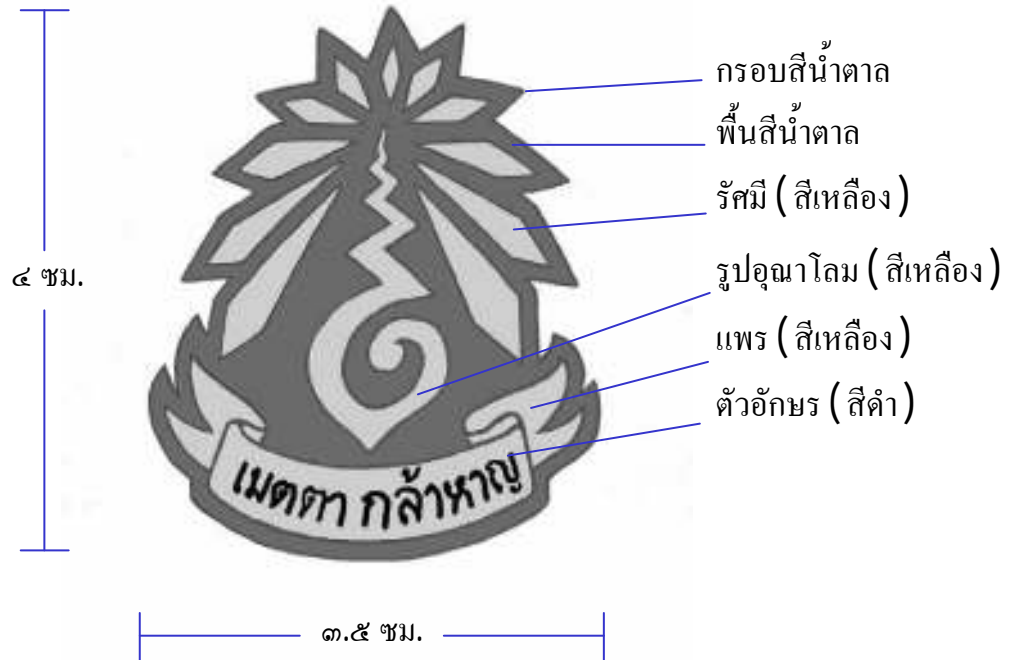 กรอบสีน้ำตาล
พื้นสีน้ำตาล
รัศมี ( สีเหลือง )
๔ ซม.
รูปอุณาโลม ( สีเหลือง )
แพร ( สีเหลือง )
ตัวอักษร ( สีดำ )
เมตตา กล้าหาญ
๓.๕ ซม.